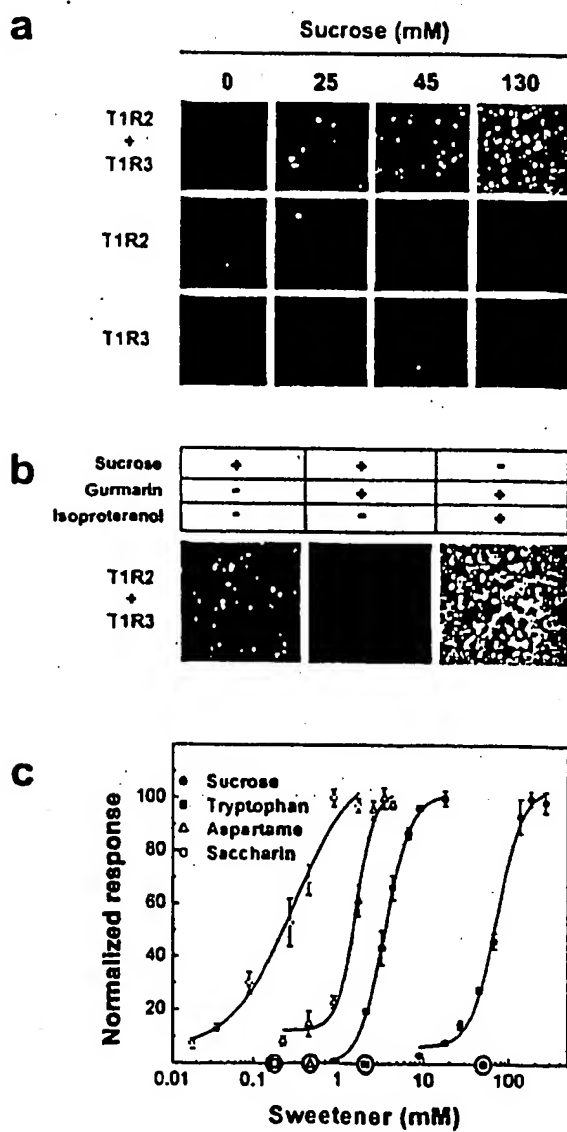 a
Sucrose (mM)
0 25 45 130
T1R2
+
T1R3
T1R2
T1R3
b
Sucrose + + -
Gurmarin - + +
Isoproterenol - - +
T1R2
+
T1R3
c
Sucrose
Tryptophan
Aspartame
Saccharin
Normalized response
100
80
60
40
20
0.01 0.1 1 10 100
Sweetener (mM)